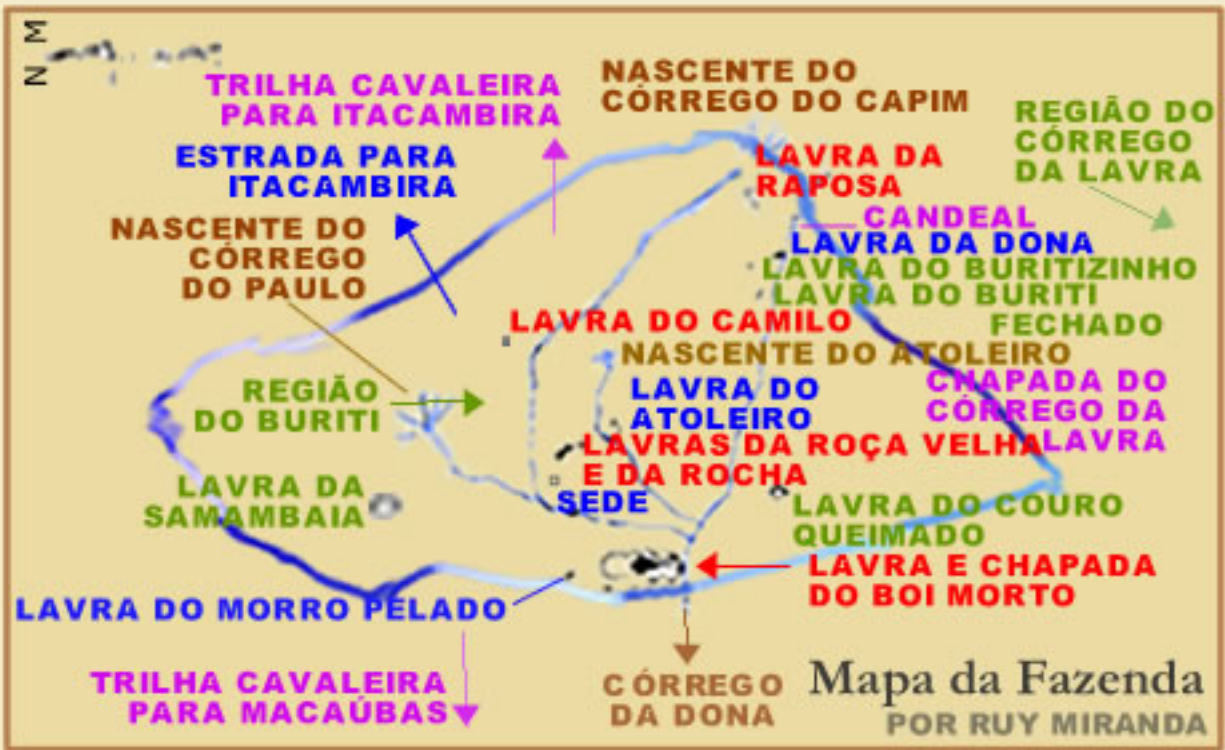 N M
TRILHA CAVALEIRA
PARA ITACAMBIRA
NASCENTE DO
CÓRREGO DO CAPIM
REGIÃO DO
CÓRREGO
DA LAVRA
ESTRADA PARA
ITACAMBIRA
LAVRA DA
RAPOSA
CANDEAL
NASCENTE DO
CÓRREGO
DO PAULO
LAVRA DA DONA
LAVRA DO BURITIZINHO
LAVRA DO BURITI
FECHADO
LAVRA DO CAMILO
NASCENTE DO ATOLEIRO
REGIÃO
DO BURITI
LAVRA DO
ATOLEIRO
CHAPADA DO
CÓRREGO DA
LAVRA
LAVRAS DA ROÇA VELHA
E DA ROCHA
LAVRA DA
SAMAMBAIA
SEDE
LAVRA DO COURO
QUEIMADO
LAVRA E CHAPADA
DO BOI MORTO
LAVRA DO MORRO PELADO
TRILHA CAVALEIRA
PARA MACAÚBAS
CÓRREGO
DA DONA
Mapa da Fazenda
POR RUY MIRANDA